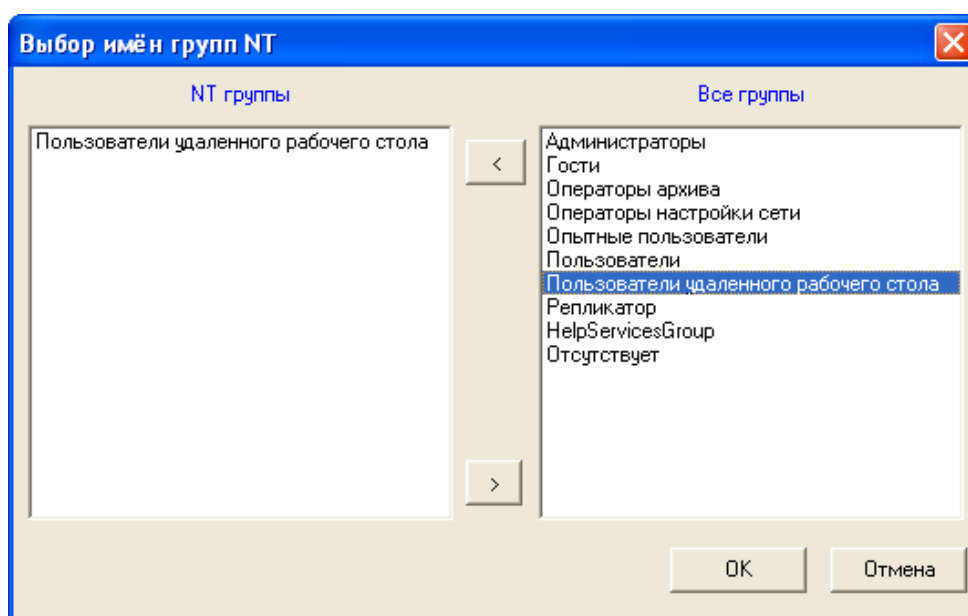 Выбор имён групп NT
NT группы
Все группы
Пользователи удаленного рабочего стола
<
>
Администраторы
Гости
Операторы архива
Операторы настройки сети
Опытные пользователи
Пользователи
Пользователи удаленного рабочего стола
Репликатор
HelpServicesGroup
Отсутствует
OK
Отмена